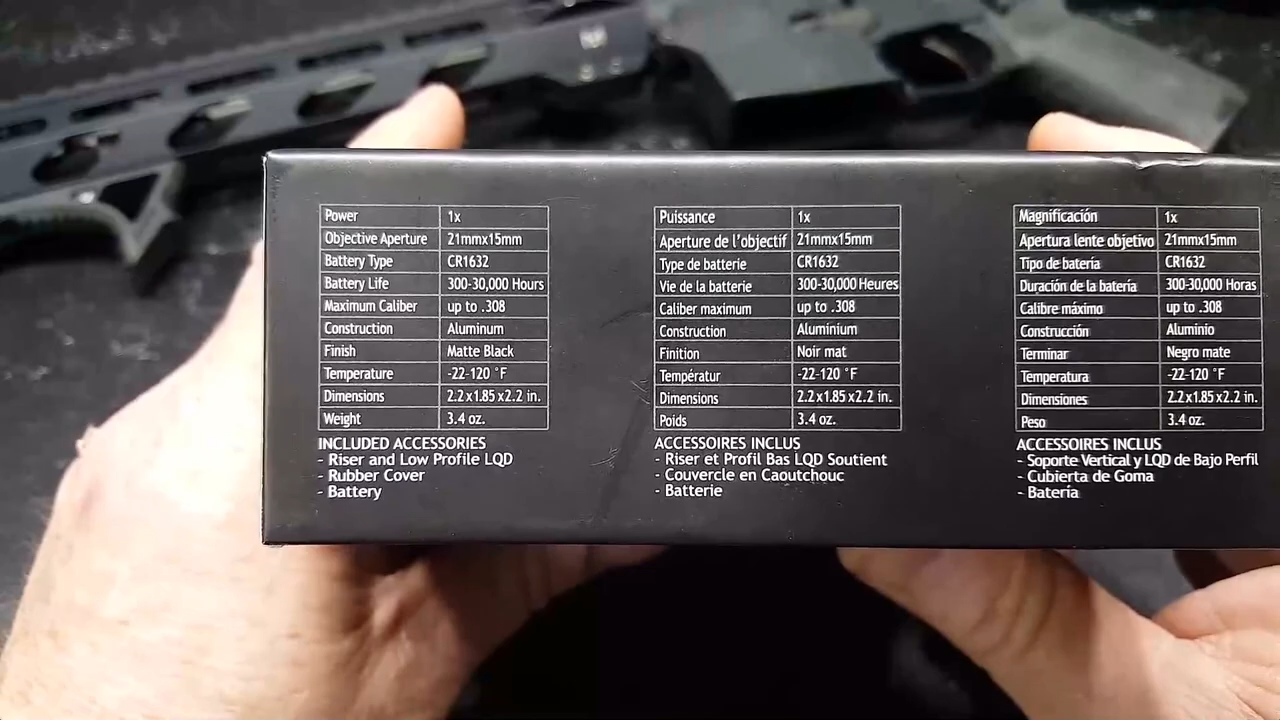 Power 1x
Objective Aperture 21mmx15mm
Battery Type CR1632
Battery Life 300-30,000 Hours
Maximum Caliber up to .308
Construction Aluminum
Finish Matte Black
Temperature -22-120 °F
Dimensions 2.2x1.85x2.2 in.
Weight 3.4 oz.
INCLUDED ACCESSORIES
- Riser and Low Profile LQD
- Rubber Cover
- Battery
Puissance 1x
Aperture de l'objectif 21mmx15mm
Type de batterie CR1632
Vie de la batterie 300-30,000 Heures
Caliber maximum up to .308
Construction Aluminium
Finition Noir mat
Températur -22-120 °F
Dimensions 2.2x1.85x2.2 in.
Poids 3.4 oz.
ACCESSOIRES INCLUS
- Riser et Profil Bas LQD Soutient
- Couvercle en Caoutchouc
- Batterie
Magnificación 1x
Apertura lente objetivo 21mmx15mm
Tipo de batería CR1632
Duración de la batería 300-30,000 Horas
Calibre máximo up to .308
Construcción Aluminio
Terminar Negro mate
Temperatura -22-120 °F
Dimensiones 2.2x1.85x2.2 in.
Peso 3.4 oz.
ACCESSOIRES INCLUS
- Soporte Vertical y LQD de Bajo Perfil
- Cubierta de Goma
- Batería